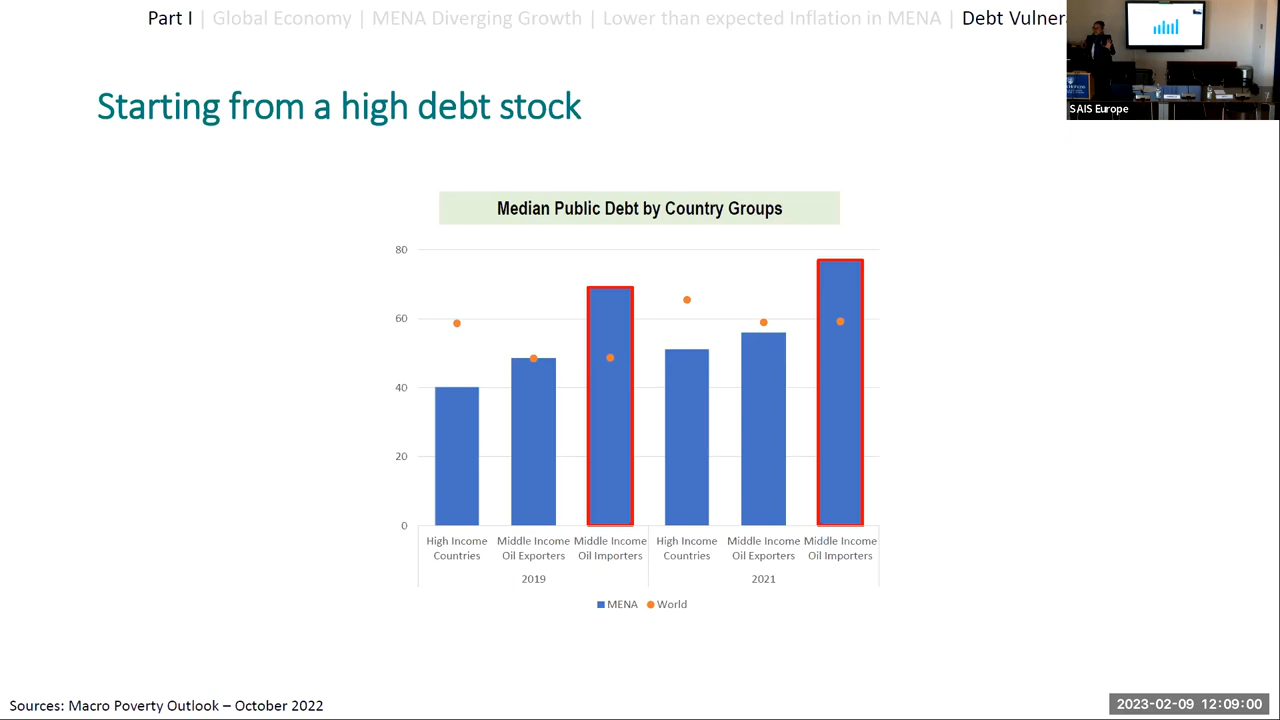 Part I | Global Economy | MENA Diverging Growth | Lower than expected Inflation in MENA | Debt Vulnera
SAIS Europe
Starting from a high debt stock
Median Public Debt by Country Groups
80
60
40
20
0
High Income Middle Income Middle Income High Income Middle Income Middle Income
Countries Oil Exporters Oil Importers Countries Oil Exporters Oil Importers
2019 2021
MENA World
Sources: Macro Poverty Outlook – October 2022
2023-02-09 12:09:00